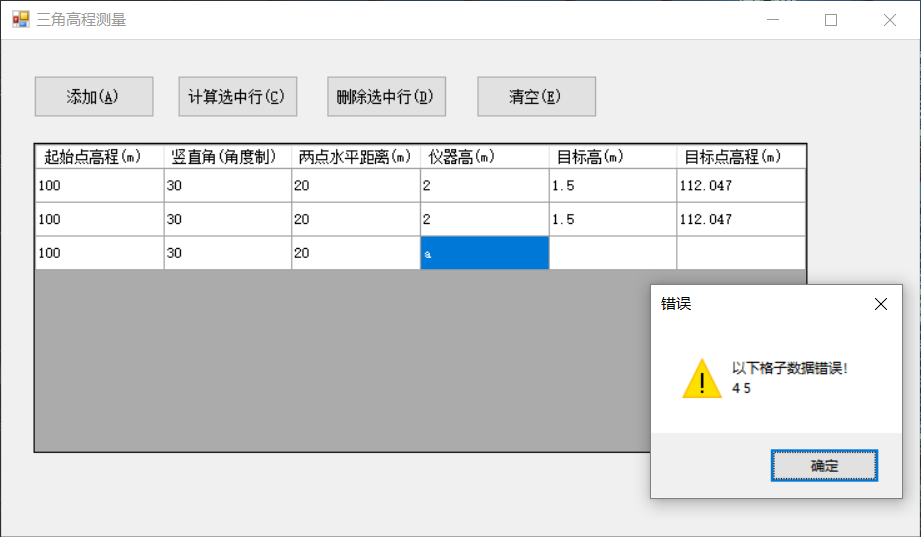 三角高程测量
添加(A) 计算选中行(C) 删除选中行(D) 清空(E)
起始点高程(m) 竖直角(角度制) 两点水平距离(m) 仪器高(m) 目标高(m) 目标点高程(m)
100 30 20 2 1.5 112.047
100 30 20 2 1.5 112.047
100 30 20 a
错误
以下格子数据错误!
4 5
确定